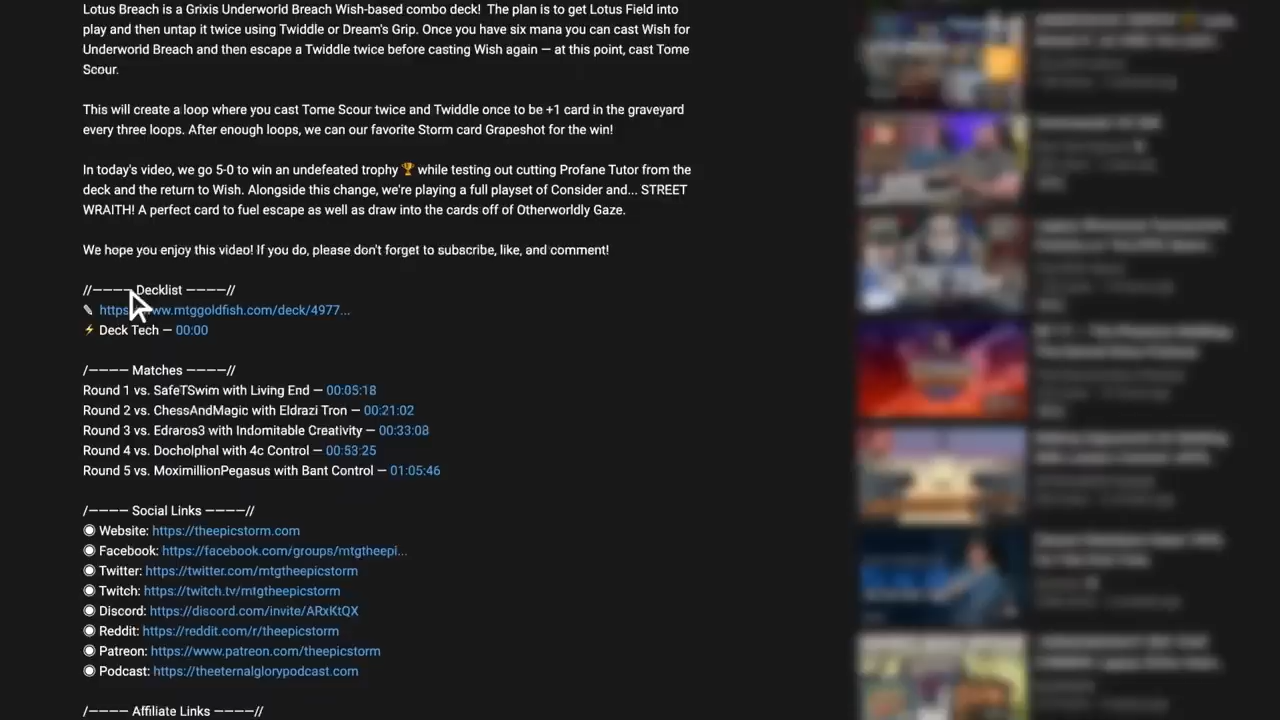 Lotus Breach is a Grixis Underworld Breach Wish-based combo deck! The plan is to get Lotus Field into
play and then untap it twice using Twiddle or Dream's Grip. Once you have six mana you can cast Wish for
Underworld Breach and then escape a Twiddle twice before casting Wish again — at this point, cast Tome
Scour.
This will create a loop where you cast Tome Scour twice and Twiddle once to be +1 card in the graveyard
every three loops. After enough loops, we can our favorite Storm card Grapeshot for the win!
In today's video, we go 5-0 to win an undefeated trophy 🏆 while testing out cutting Profane Tutor from the
deck and the return to Wish. Alongside this change, we're playing a full playset of Consider and... STREET
WRAITH! A perfect card to fuel escape as well as draw into the cards off of Otherworldly Gaze.
We hope you enjoy this video! If you do, please don't forget to subscribe, like, and comment!
//———— Decklist ————//
✎ https ww.mtggoldfish.com/deck/4977...
⚡ Deck Tech — 00:00
/———— Matches ————//
Round 1 vs. SafeTSwim with Living End — 00:05:18
Round 2 vs. ChessAndMagic with Eldrazi Tron — 00:21:02
Round 3 vs. Edraros3 with Indomitable Creativity — 00:33:08
Round 4 vs. Docholphal with 4c Control — 00:53:25
Round 5 vs. MoximillionPegasus with Bant Control — 01:05:46
/———— Social Links ————//
◉ Website: https://theepicstorm.com
◉ Facebook: https://facebook.com/groups/mtgtheepi...
◉ Twitter: https://twitter.com/mtgtheepicstorm
◉ Twitch: https://twitch.tv/mtgtheepicstorm
◉ Discord: https://discord.com/invite/ARxKtQX
◉ Reddit: https://reddit.com/r/theepicstorm
◉ Patreon: https://www.patreon.com/theepicstorm
◉ Podcast: https://theeternalglorypodcast.com
/———— Affiliate Links ————//